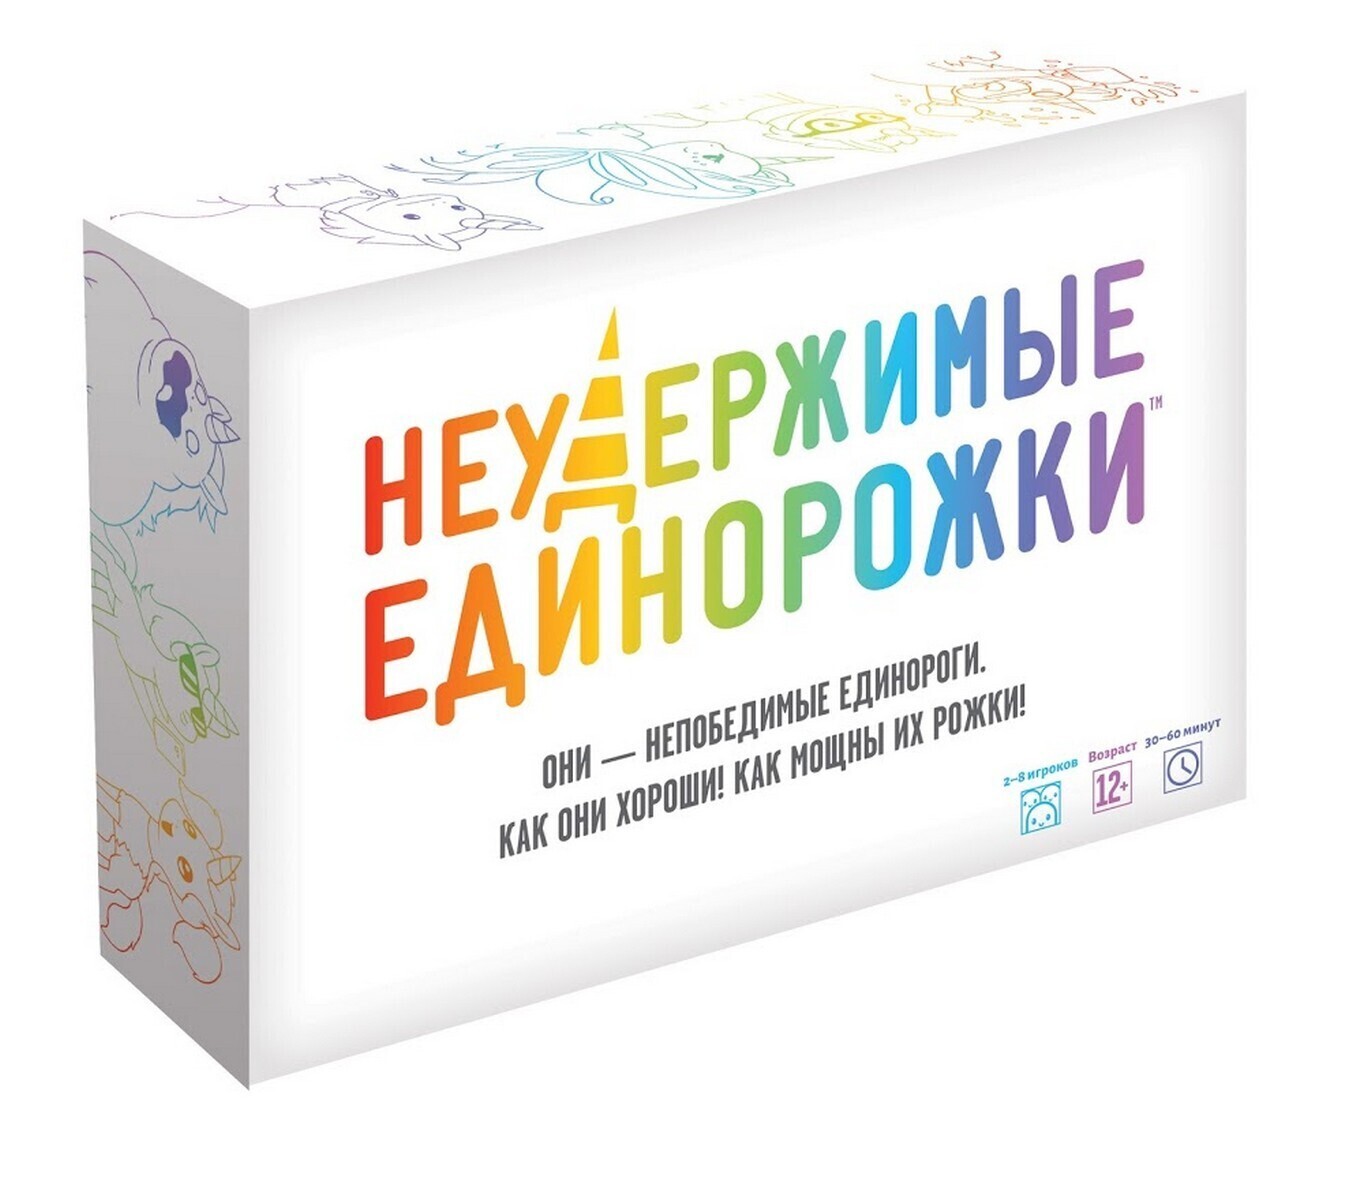 НЕУДЕРЖИМЫЕ
ЕДИНОРОЖКИ™
ОНИ — НЕПОБЕДИМЫЕ ЕДИНОРОГИ.
КАК ОНИ ХОРОШИ! КАК МОЩНЫ ИХ РОЖКИ!
2–8 игроков
Возраст
12+
30–60 минут